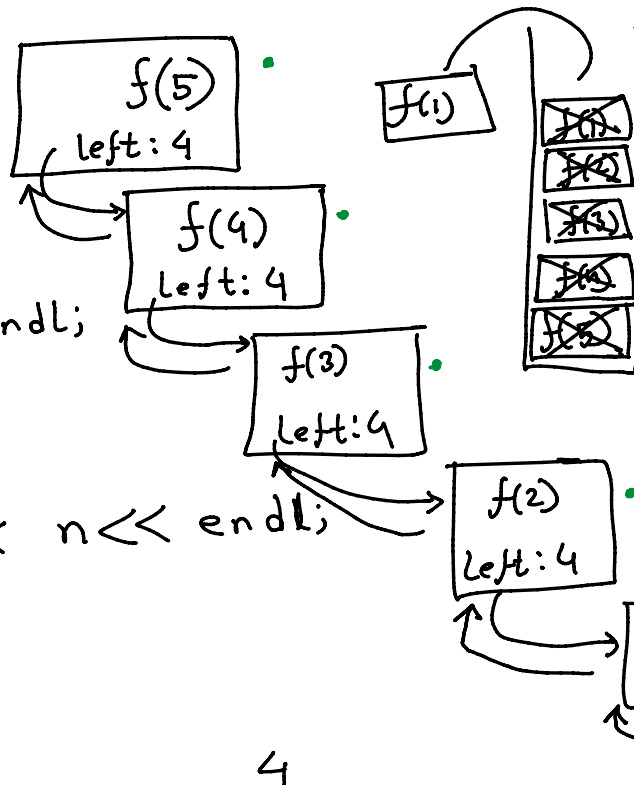 f(5)
left: 4
f(1)
f(1)
f(2)
f(3)
f(4)
f(5)
f(4)
left: 4
ndl;
f(3)
left: 4
f(2)
left: 4
n<< endl;
4